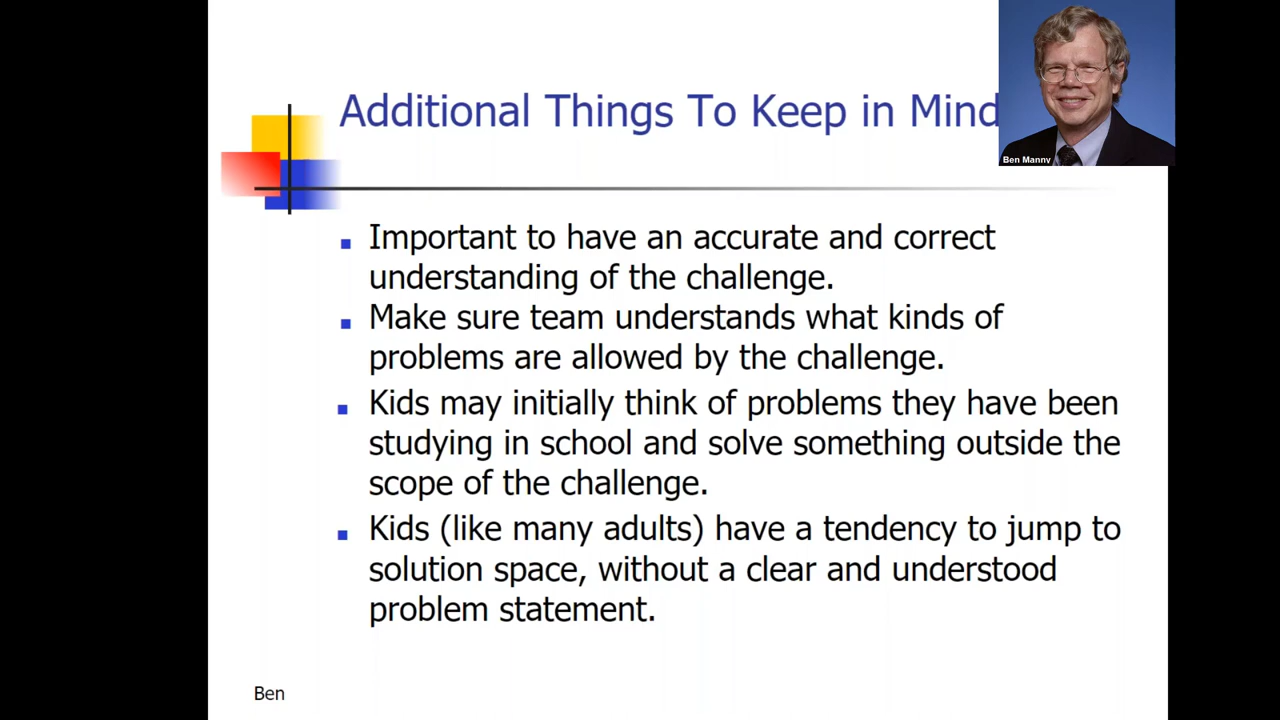 Additional Things To Keep in Mind
Ben Manny
Important to have an accurate and correct
understanding of the challenge.
Make sure team understands what kinds of
problems are allowed by the challenge.
Kids may initially think of problems they have been
studying in school and solve something outside the
scope of the challenge.
Kids (like many adults) have a tendency to jump to
solution space, without a clear and understood
problem statement.
Ben